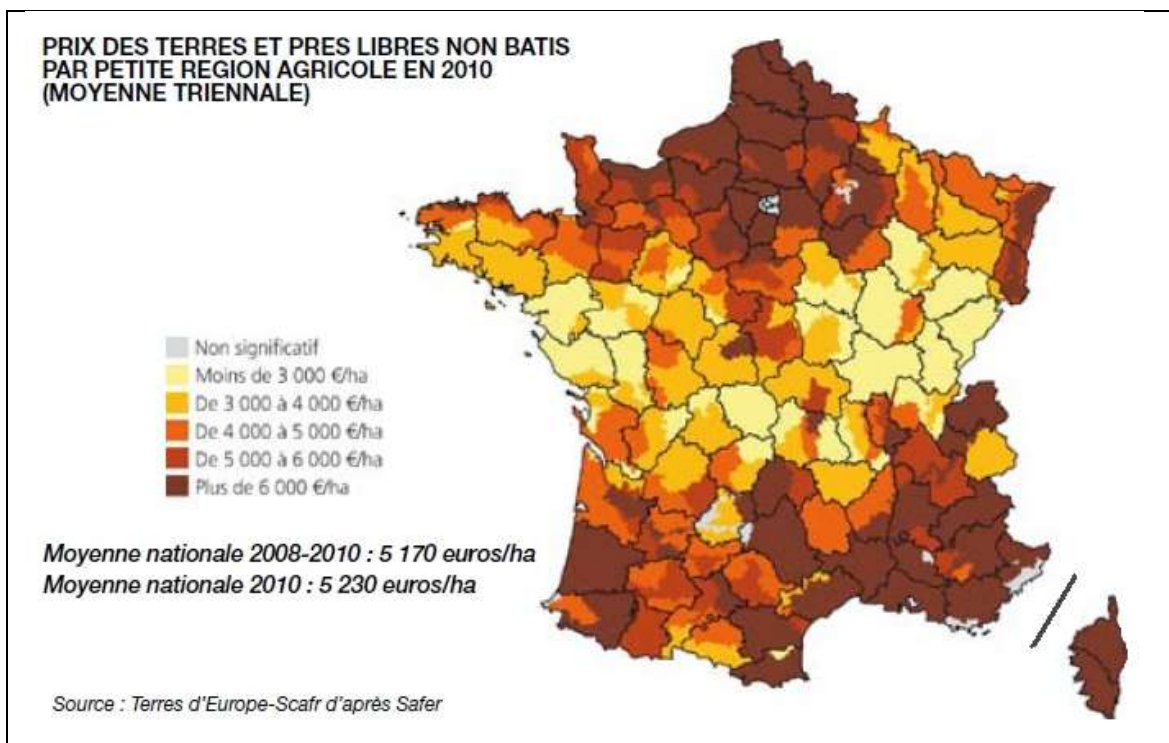 PRIX DES TERRES ET PRES LIBRES NON BATIS
PAR PETITE REGION AGRICOLE EN 2010
(MOYENNE TRIENNALE)
Non significatif
Moins de 3 000 €/ha
De 3 000 à 4 000 €/ha
De 4 000 à 5 000 €/ha
De 5 000 à 6 000 €/ha
Plus de 6 000 €/ha
Moyenne nationale 2008-2010 : 5 170 euros/ha
Moyenne nationale 2010 : 5 230 euros/ha
Source : Terres d'Europe-Scafr d'après Safer